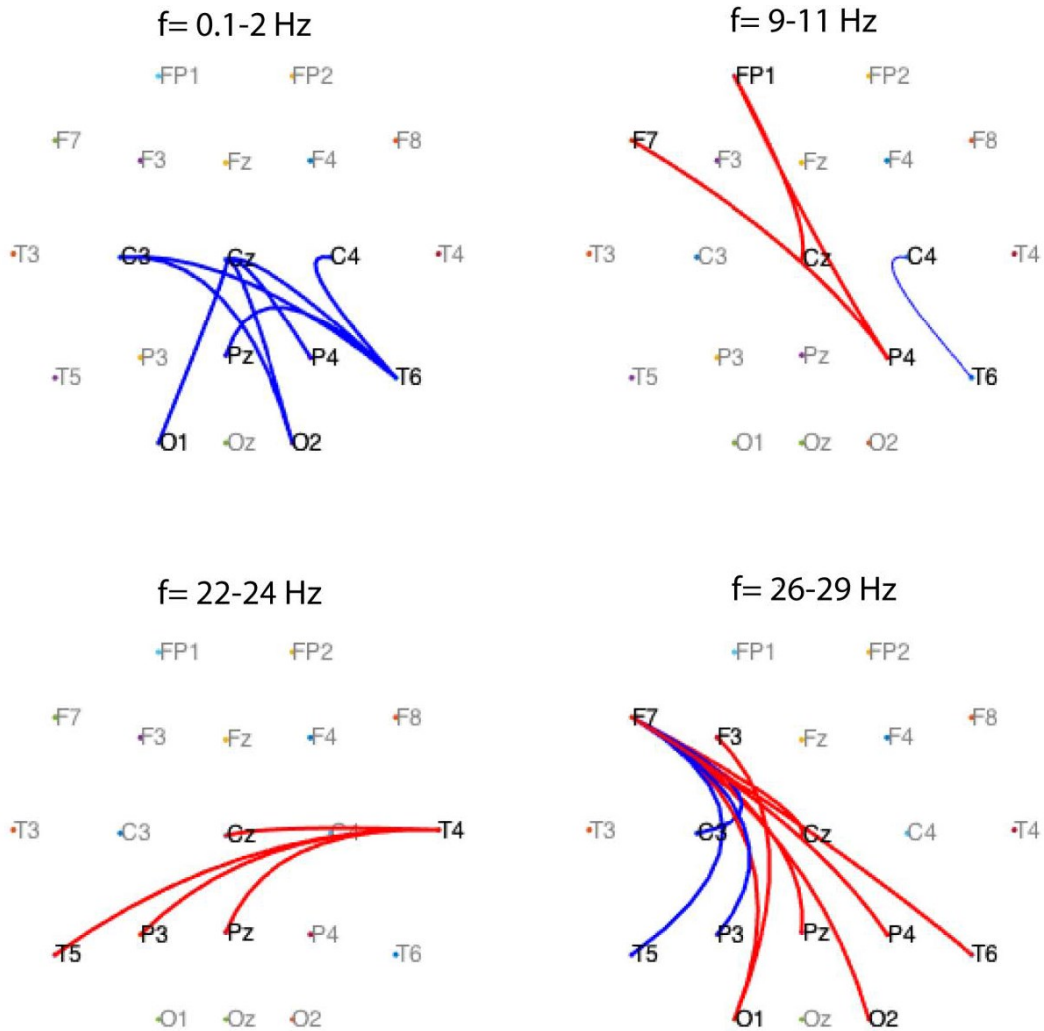 f= 0.1-2 Hz
FP1 FP2
F7 F8
F3 Fz F4
T3 C3 Cz C4 T4
P3 Pz P4
T5 T6
O1 Oz O2
f= 9-11 Hz
FP1 FP2
F7 F8
F3 Fz F4
T3 C3 Cz C4 T4
P3 Pz P4
T5 T6
O1 Oz O2
f= 22-24 Hz
FP1 FP2
F7 F8
F3 Fz F4
T3 C3 Cz C4 T4
P3 Pz P4
T5 T6
O1 Oz O2
f= 26-29 Hz
FP1 FP2
F7 F8
F3 Fz F4
T3 C3 Cz C4 T4
P3 Pz P4
T5 T6
O1 Oz O2